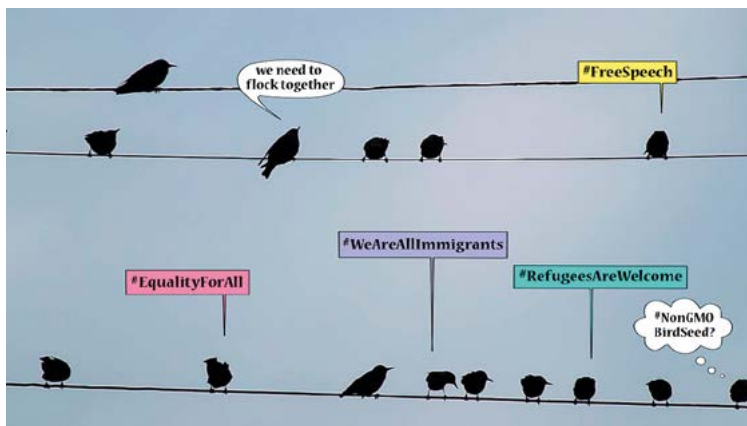 we need to
flock together
#FreeSpeech
#WeAreAllImmigrants
#EqualityForAll
#RefugeesAreWelcome
#NonGMO
BirdSeed?